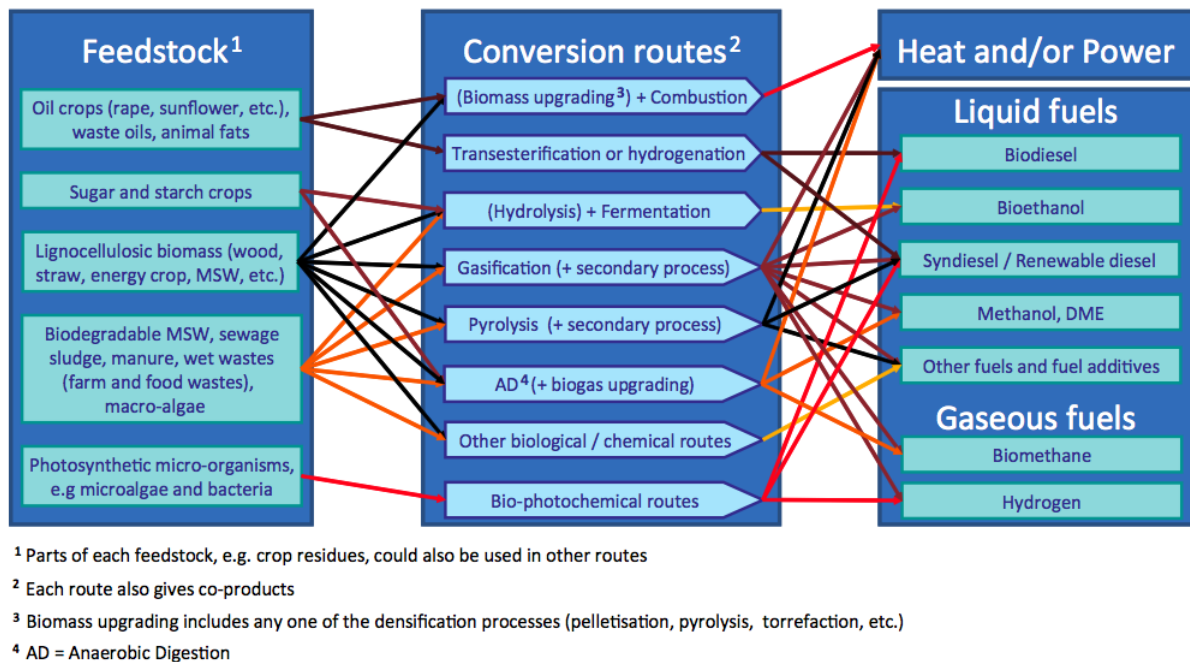 Feedstock¹
Oil crops (rape, sunflower, etc.),
waste oils, animal fats
Sugar and starch crops
Lignocellulosic biomass (wood,
straw, energy crop, MSW, etc.)
Biodegradable MSW, sewage
sludge, manure, wet wastes
(farm and food wastes),
macro-algae
Photosynthetic micro-organisms,
e.g microalgae and bacteria
Conversion routes²
(Biomass upgrading³) + Combustion
Transesterification or hydrogenation
(Hydrolysis) + Fermentation
Gasification (+ secondary process)
Pyrolysis (+ secondary process)
AD⁴ (+ biogas upgrading)
Other biological / chemical routes
Bio-photochemical routes
Heat and/or Power
Liquid fuels
Biodiesel
Bioethanol
Syndiesel / Renewable diesel
Methanol, DME
Other fuels and fuel additives
Gaseous fuels
Biomethane
Hydrogen
¹ Parts of each feedstock, e.g. crop residues, could also be used in other routes
² Each route also gives co-products
³ Biomass upgrading includes any one of the densification processes (pelletisation, pyrolysis, torrefaction, etc.)
⁴ AD = Anaerobic Digestion